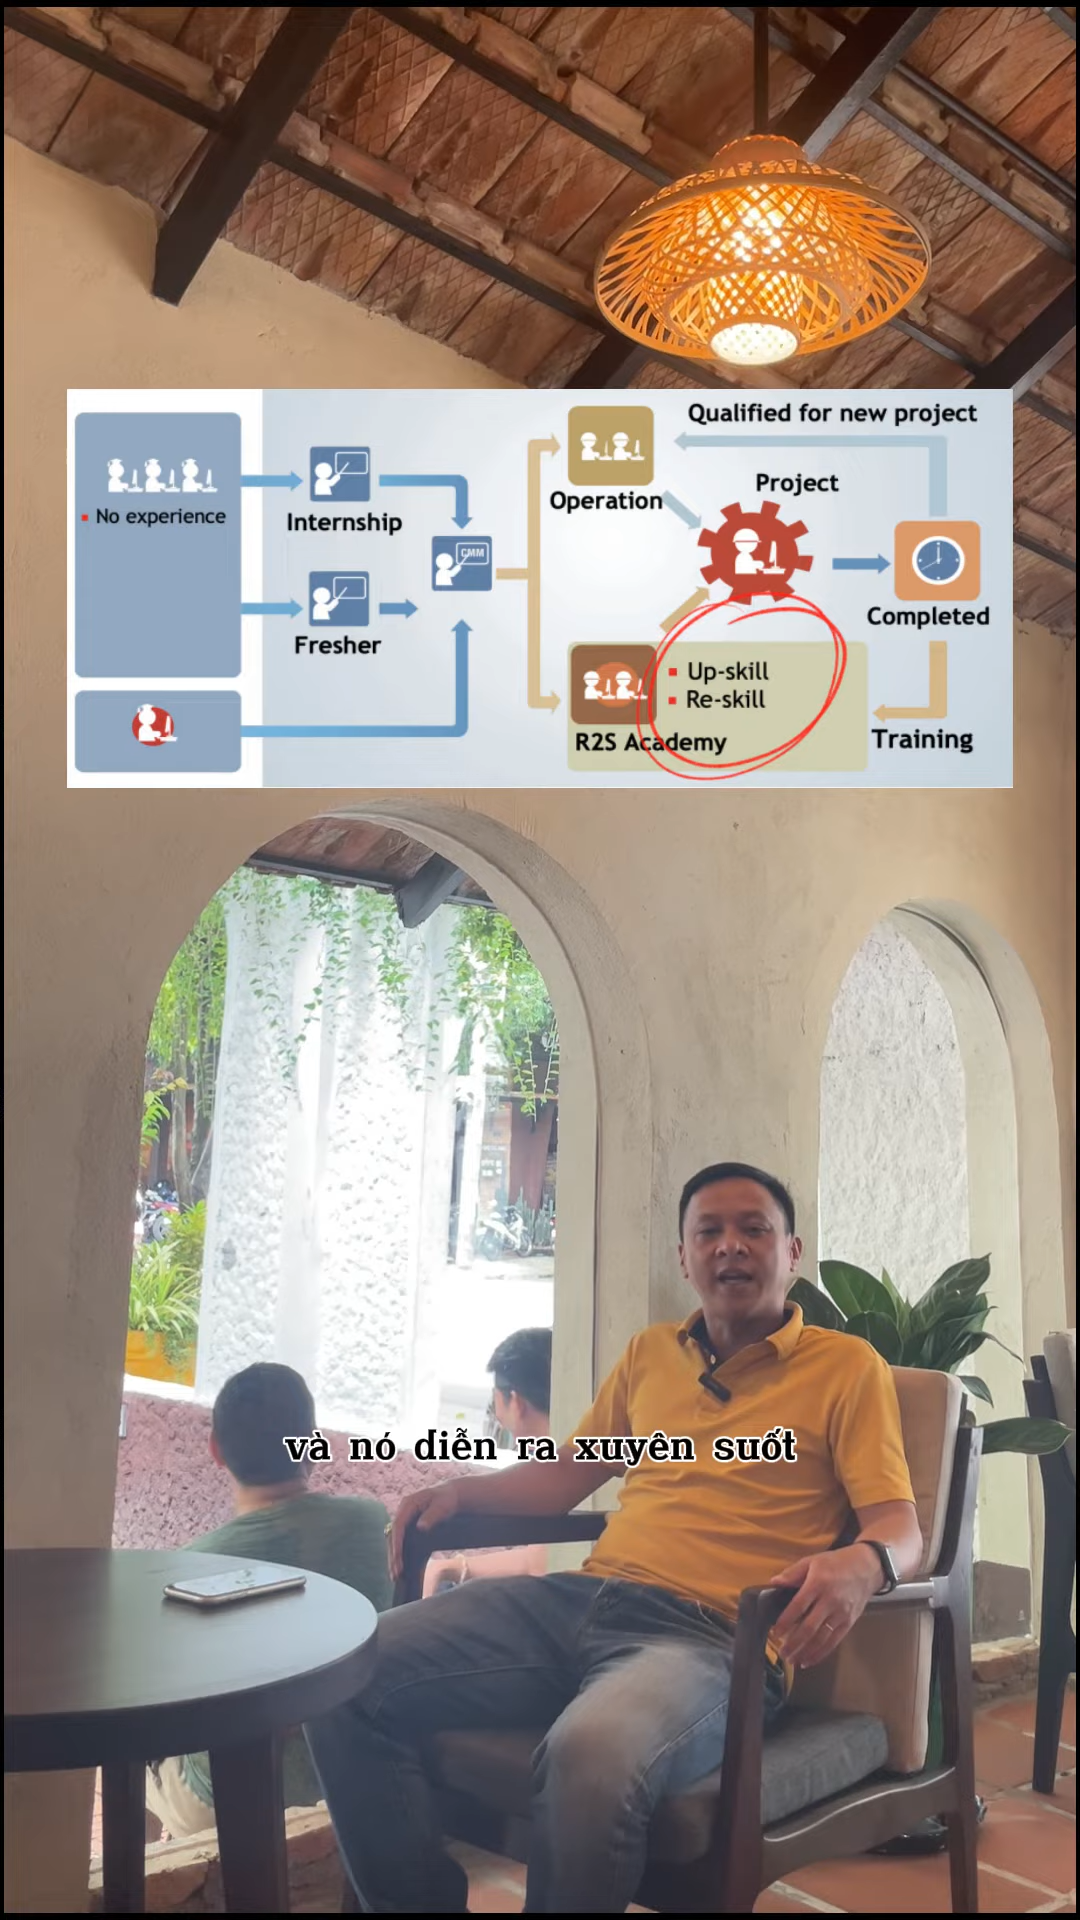 Qualified for new project
Project
Operation
No experience
Internship
CMM
Completed
Fresher
Up-skill
Re-skill
R2S Academy
Training
và nó diễn ra xuyên suốt